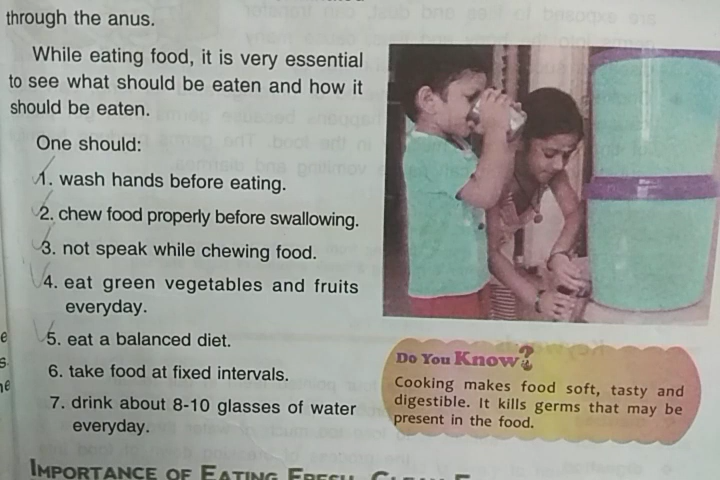 through the anus.
While eating food, it is very essential
to see what should be eaten and how it
should be eaten.
One should:
1. wash hands before eating.
2. chew food properly before swallowing.
3. not speak while chewing food.
4. eat green vegetables and fruits
everyday.
5. eat a balanced diet.
6. take food at fixed intervals.
7. drink about 8-10 glasses of water
everyday.
Do You Know?
Cooking makes food soft, tasty and
digestible. It kills germs that may be
present in the food.
IMPORTANCE OF EATING FRESH, CLEAN